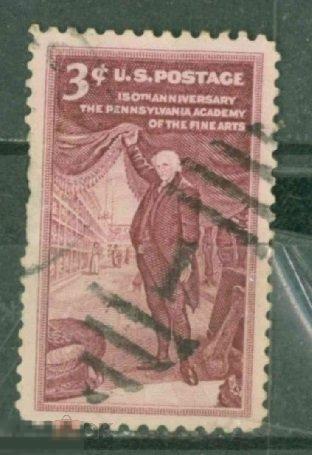 3¢ U.S. POSTAGE
150TH ANNIVERSARY
THE PENNSYLVANIA ACADEMY
OF THE FINE ARTS